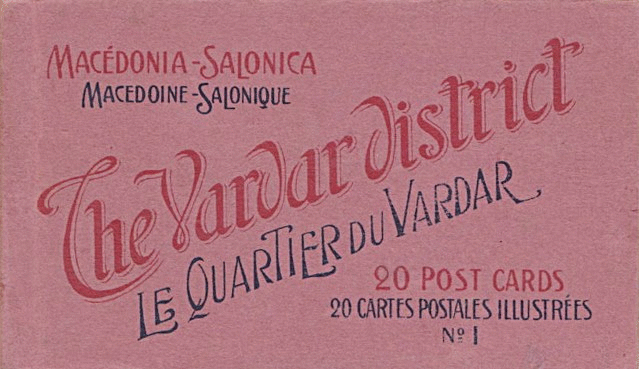 MACÉDONIA-SALONICA
MACEDOINE-SALONIQUE
The Vardar district
LE QUARTIER DU VARDAR
20 POST CARDS
20 CARTES POSTALES ILLUSTRÉES
Nº 1